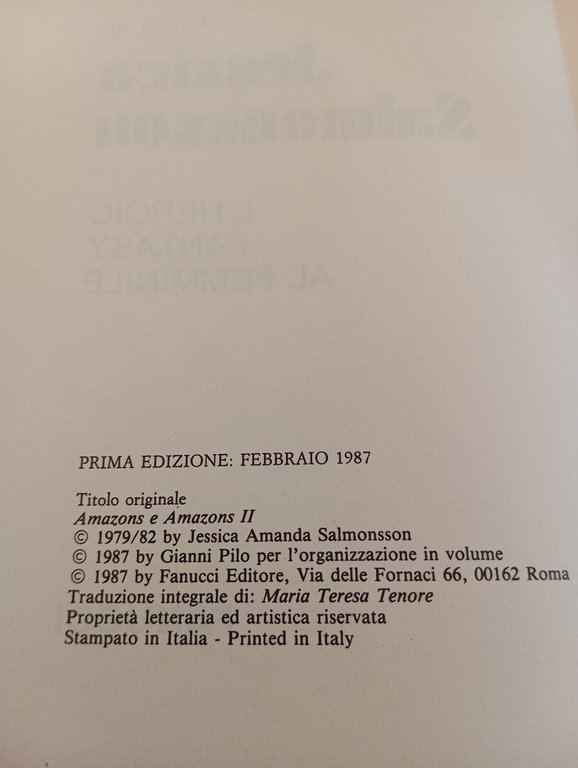 PRIMA EDIZIONE: FEBBRAIO 1987
Titolo originale
Amazons e Amazons II
© 1979/82 by Jessica Amanda Salmonsson
© 1987 by Gianni Pilo per l'organizzazione in volume
© 1987 by Fanucci Editore, Via delle Fornaci 66, 00162 Roma
Traduzione integrale di: Maria Teresa Tenore
Proprietà letteraria ed artistica riservata
Stampato in Italia - Printed in Italy